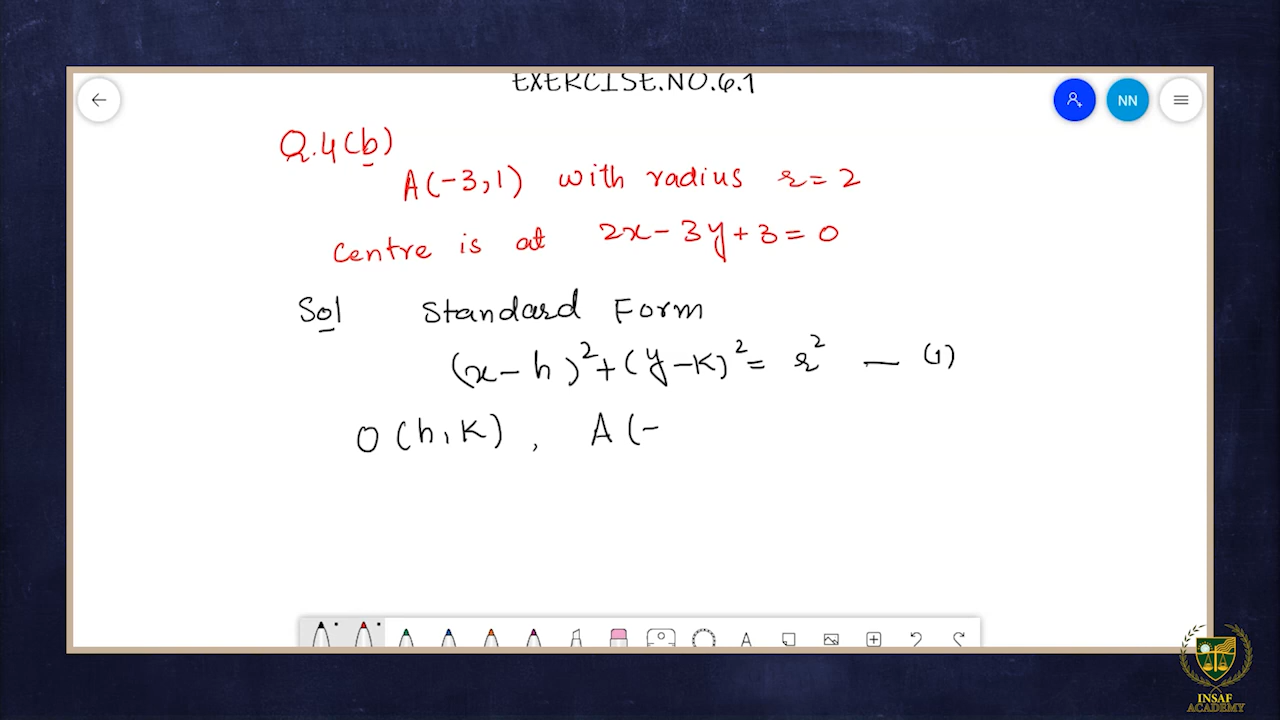 EXERCISE.NO.6.1
NN
Q.4(b)
A(-3,1) with radius r=2
Centre is at 2x-3y+3=0
Sol Standard Form
(x-h)²+(y-k)²= r² — (1)
O(h,k), A(-
A
INSAF
ACADEMY